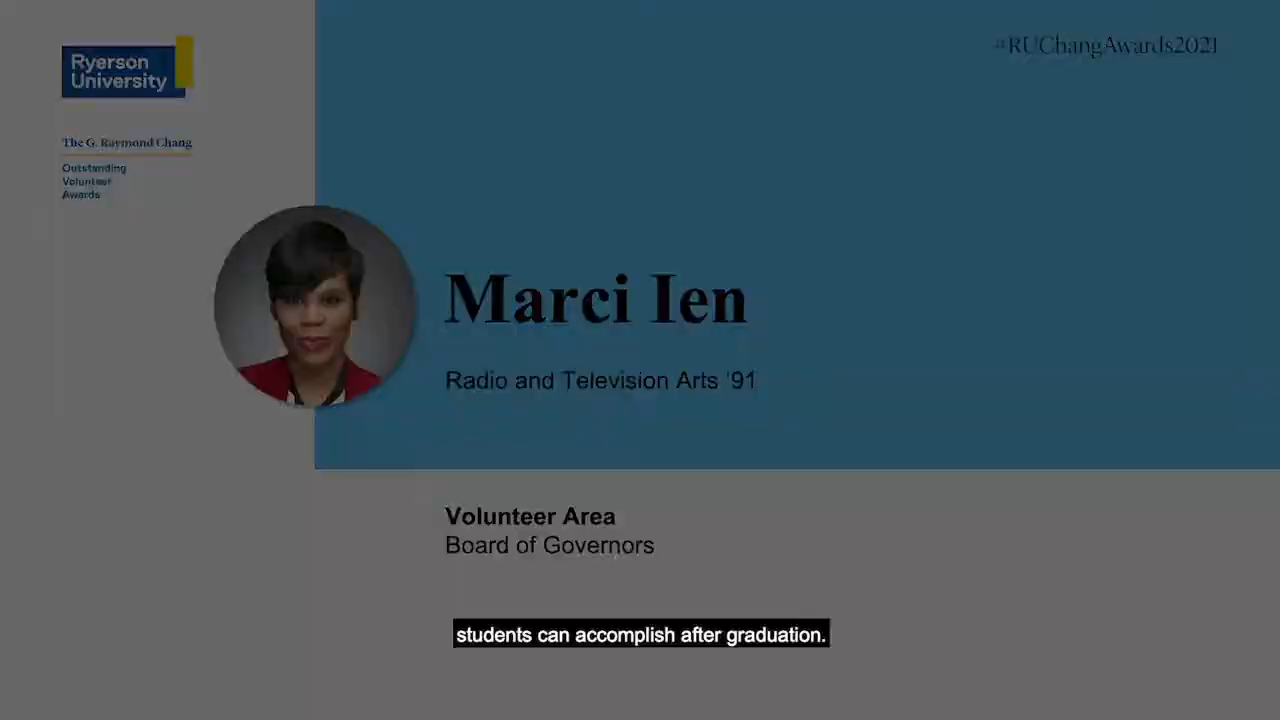 Ryerson
University
#RUChangAwards2021
The G. Raymond Chang
Outstanding
Volunteer
Awards
Marci Ien
Radio and Television Arts '91
Volunteer Area
Board of Governors
students can accomplish after graduation.